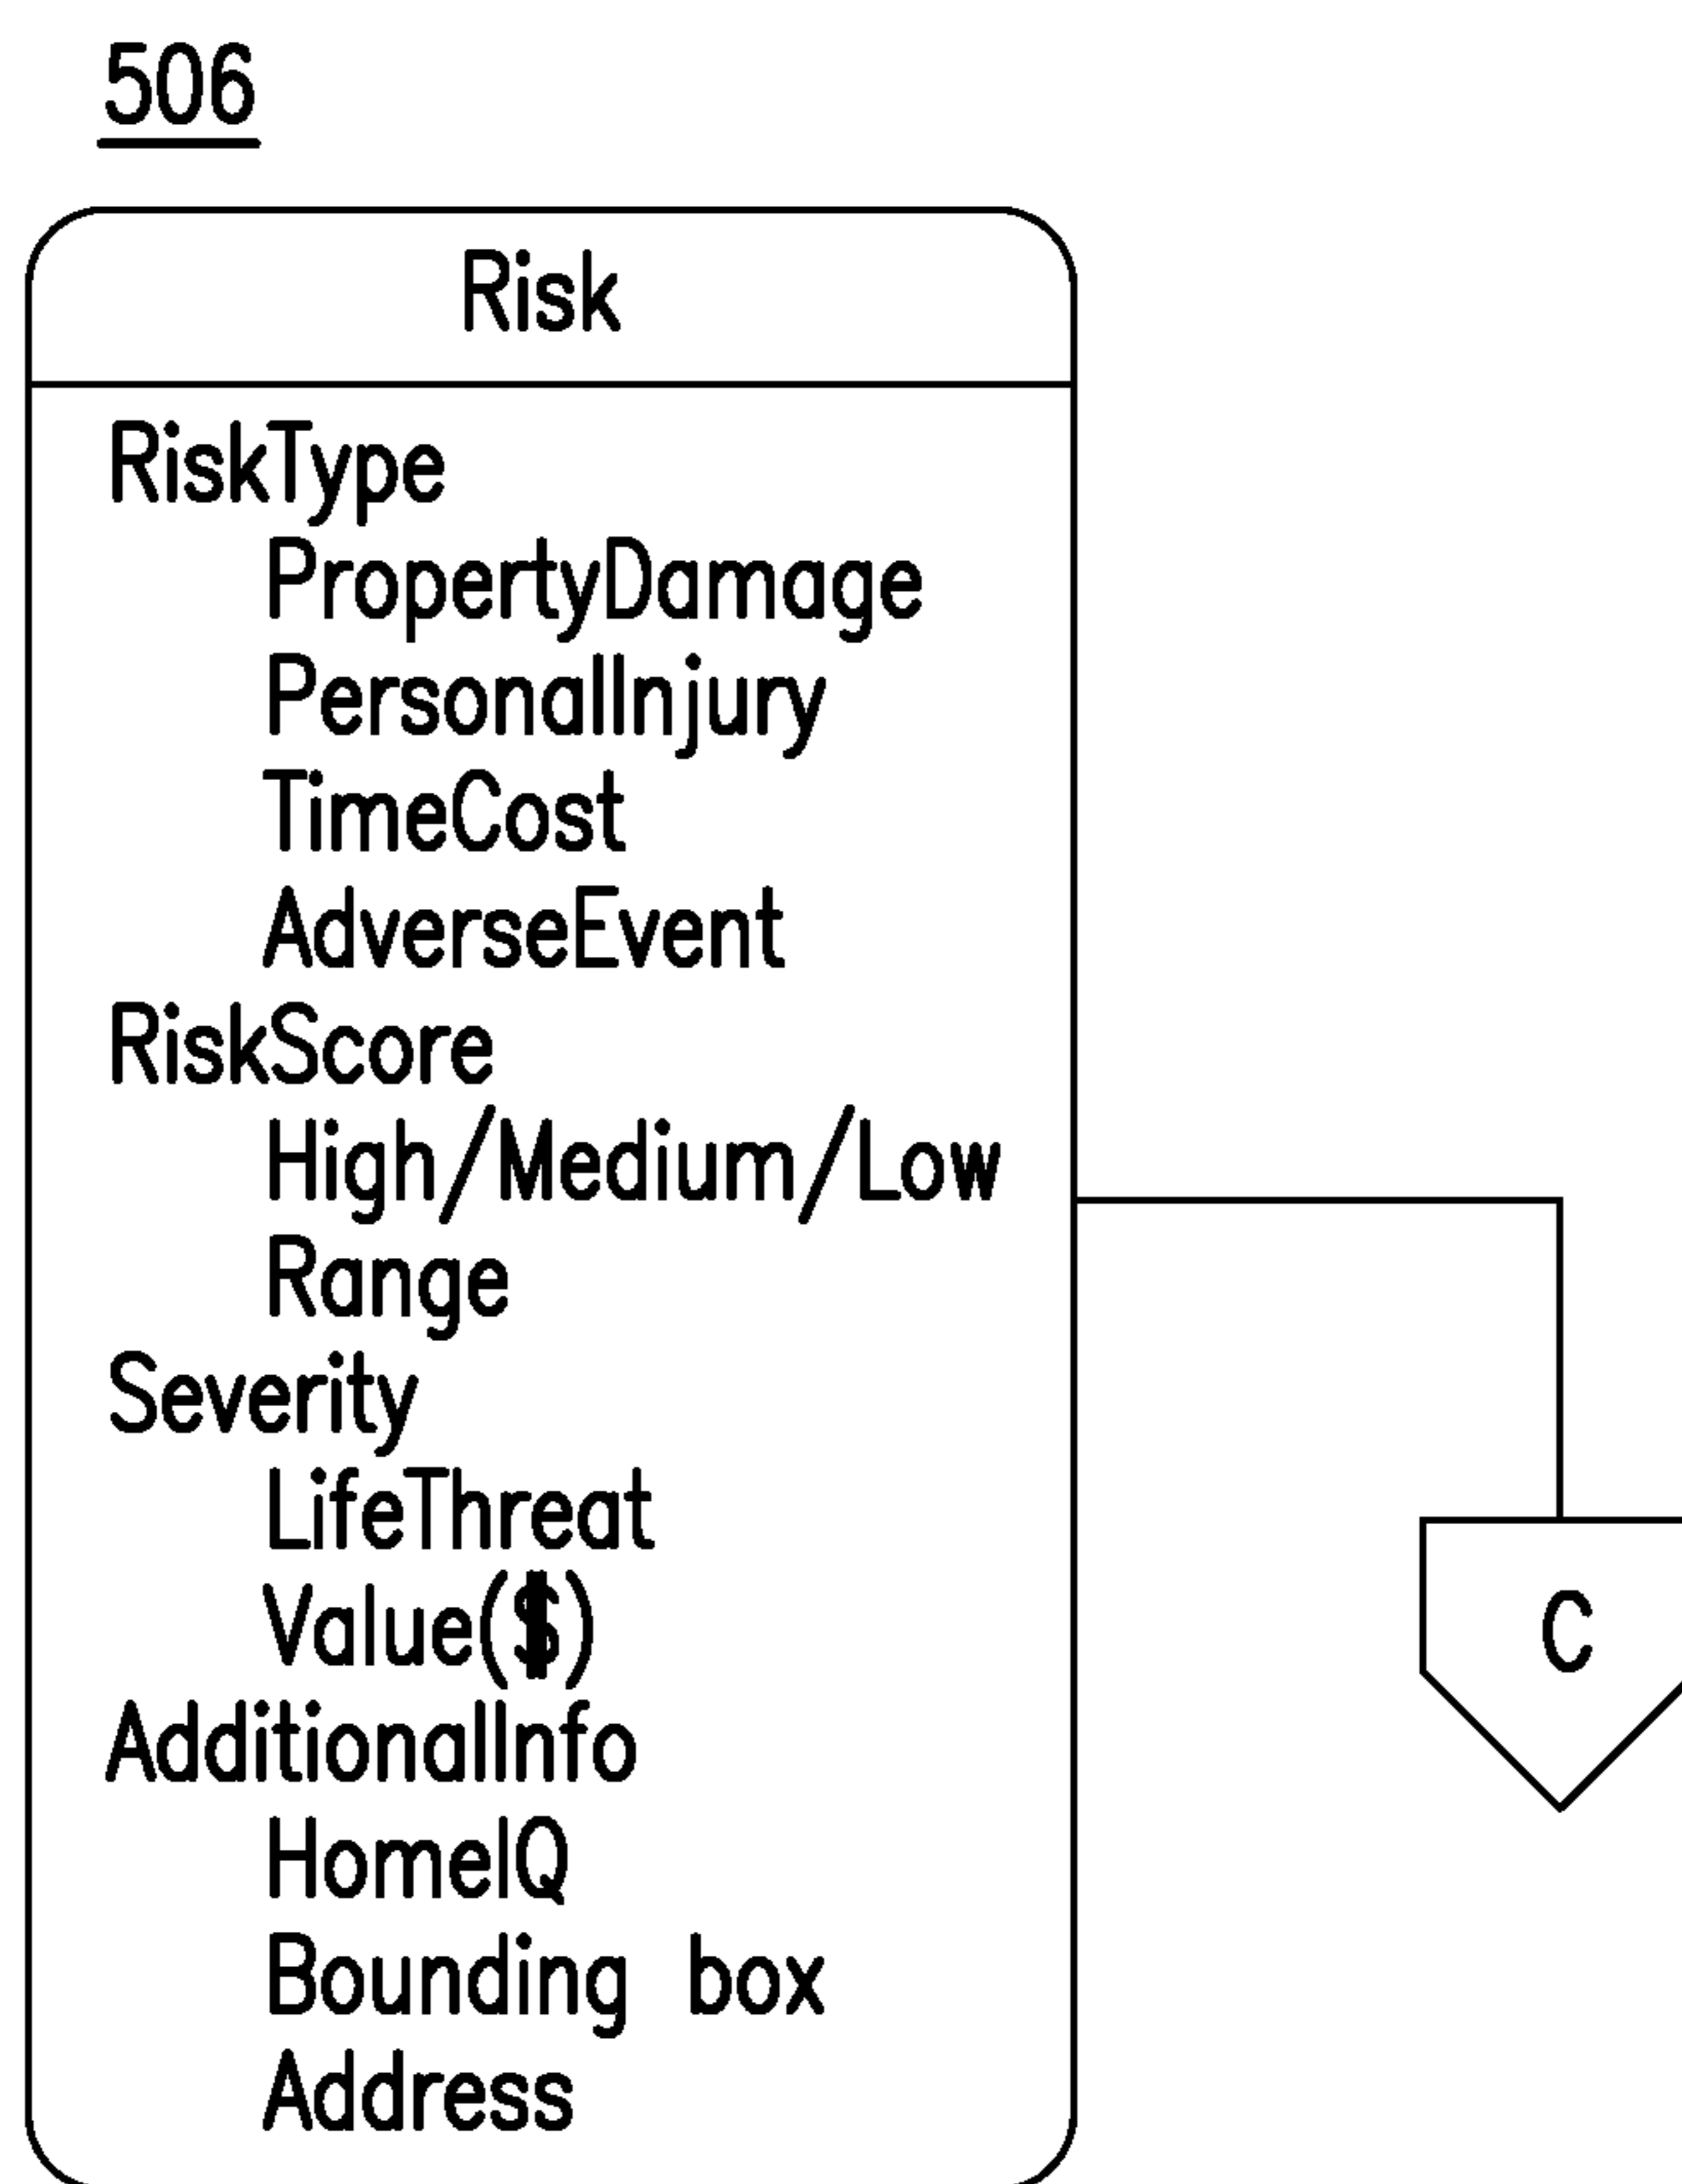 506
Risk
RiskType
PropertyDamage
PersonalInjury
TimeCost
AdverseEvent
RiskScore
High/Medium/Low
Range
Severity
LifeThreat
Value($)
AdditionalInfo
HomeIQ
Bounding box
Address
C